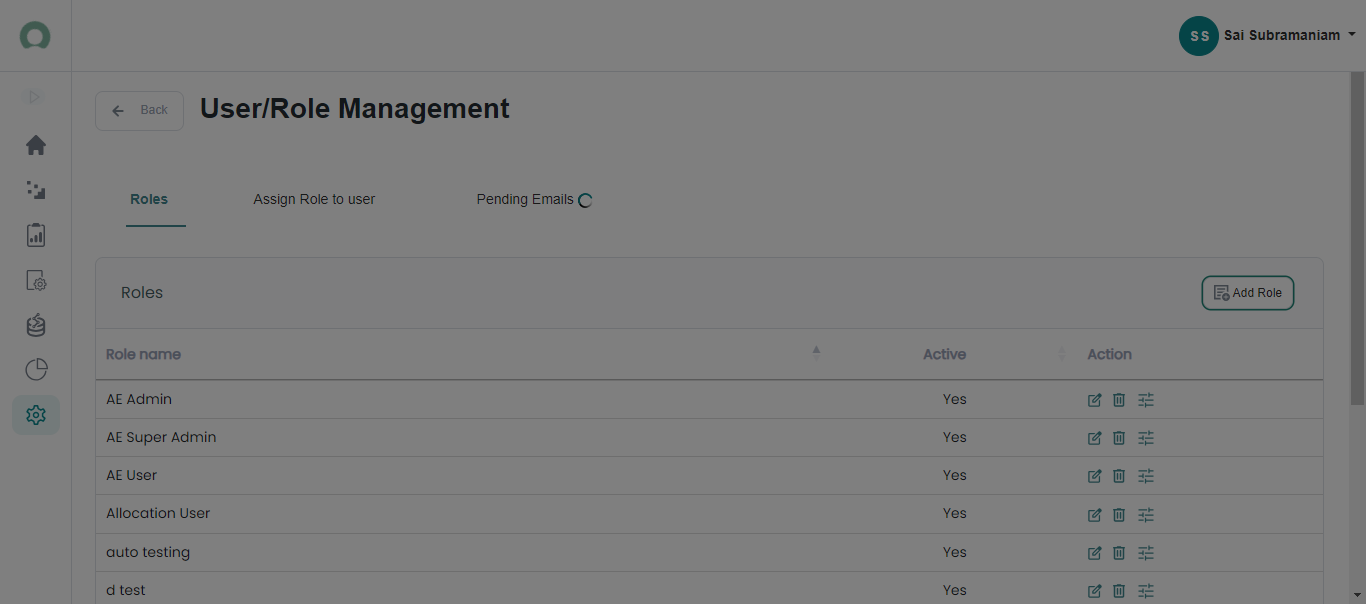 SS Sai Subramaniam
Back
User/Role Management
Roles Assign Role to user Pending Emails
Roles Add Role
Role name Active Action
AE Admin Yes
AE Super Admin Yes
AE User Yes
Allocation User Yes
auto testing Yes
d test Yes